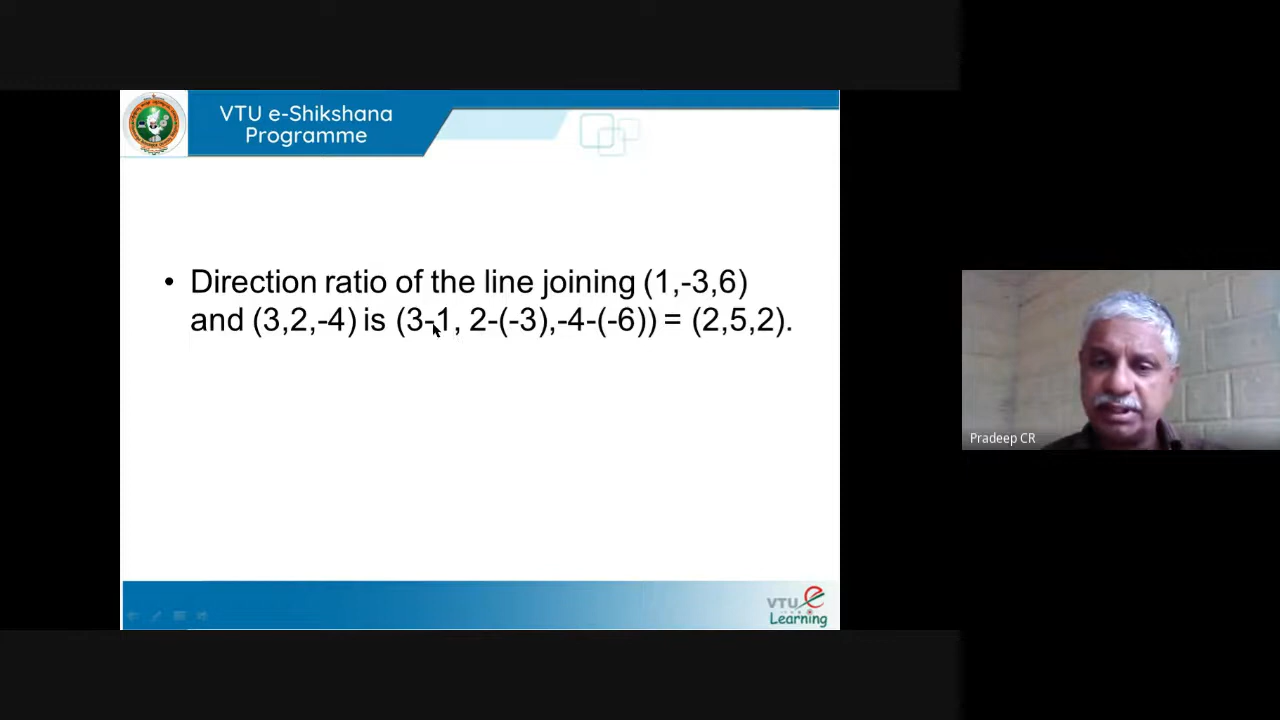 VTU e-Shikshana
Programme
• Direction ratio of the line joining (1,-3,6)
and (3,2,-4) is (3-1, 2-(-3),-4-(-6)) = (2,5,2).
Pradeep CR
VTU e
Learning